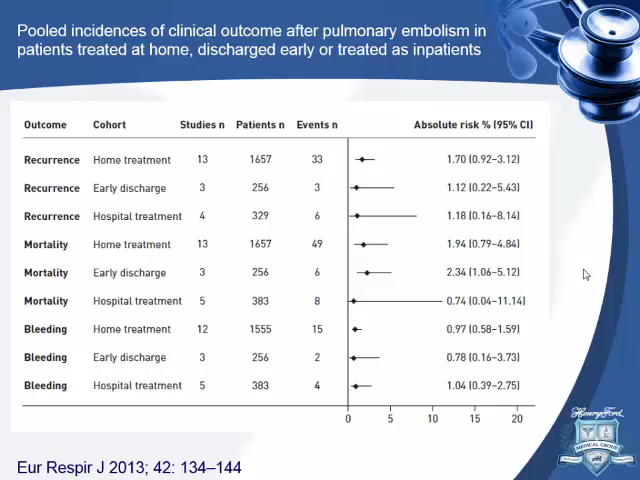 Pooled incidences of clinical outcome after pulmonary embolism in
patients treated at home, discharged early or treated as inpatients
Outcome Cohort Studies n Patients n Events n Absolute risk % (95% CI)
Recurrence Home treatment 13 1657 33 1.70 (0.92–3.12)
Recurrence Early discharge 3 256 3 1.12 (0.22–5.43)
Recurrence Hospital treatment 4 329 6 1.18 (0.16–8.14)
Mortality Home treatment 13 1657 49 1.94 (0.79–4.84)
Mortality Early discharge 3 256 6 2.34 (1.06–5.12)
Mortality Hospital treatment 5 383 8 0.74 (0.04–11.14)
Bleeding Home treatment 12 1555 15 0.97 (0.58–1.59)
Bleeding Early discharge 3 256 2 0.78 (0.16–3.73)
Bleeding Hospital treatment 5 383 4 1.04 (0.39–2.75)
0 5 10 15 20
Henry Ford
MEDICAL GROUP
Eur Respir J 2013; 42: 134–144